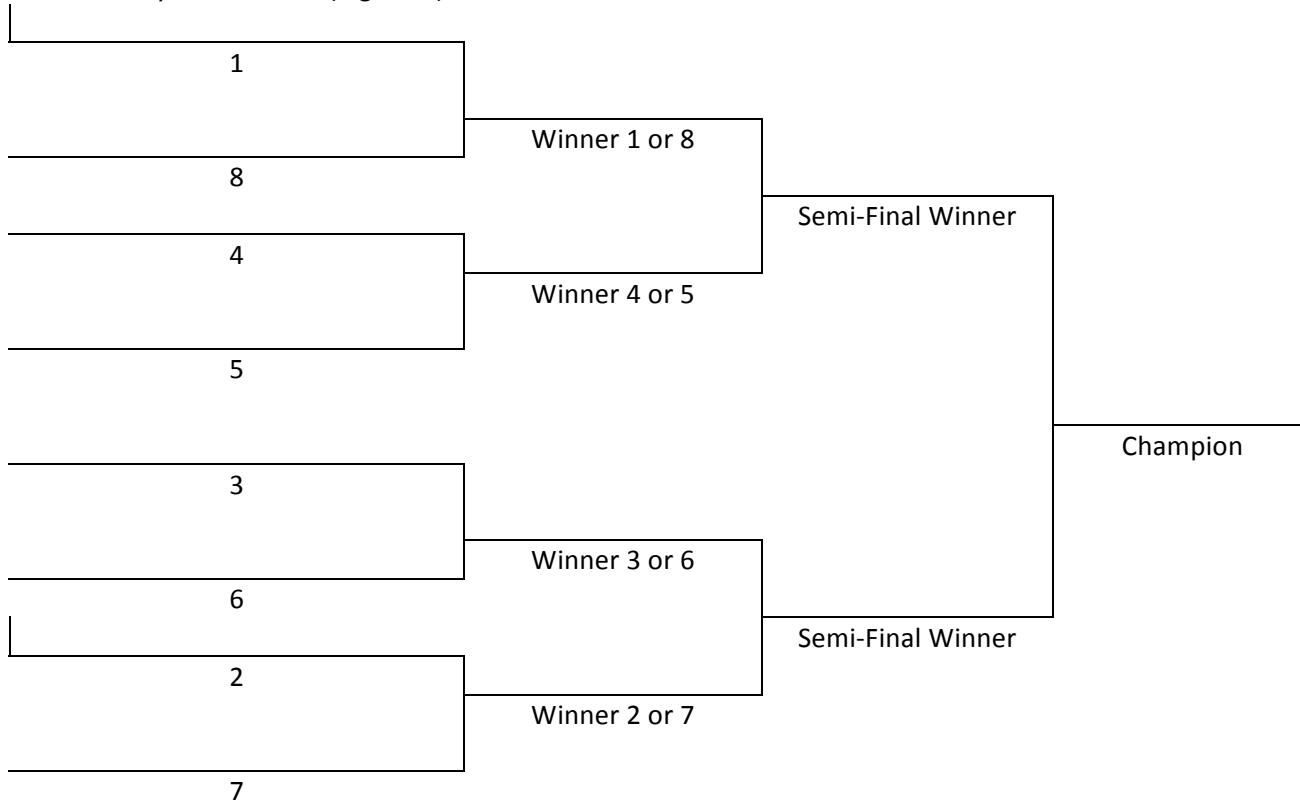 1
Winner 1 or 8
8
Semi-Final Winner
4
Winner 4 or 5
5
Champion
3
Winner 3 or 6
6
Semi-Final Winner
2
Winner 2 or 7
7